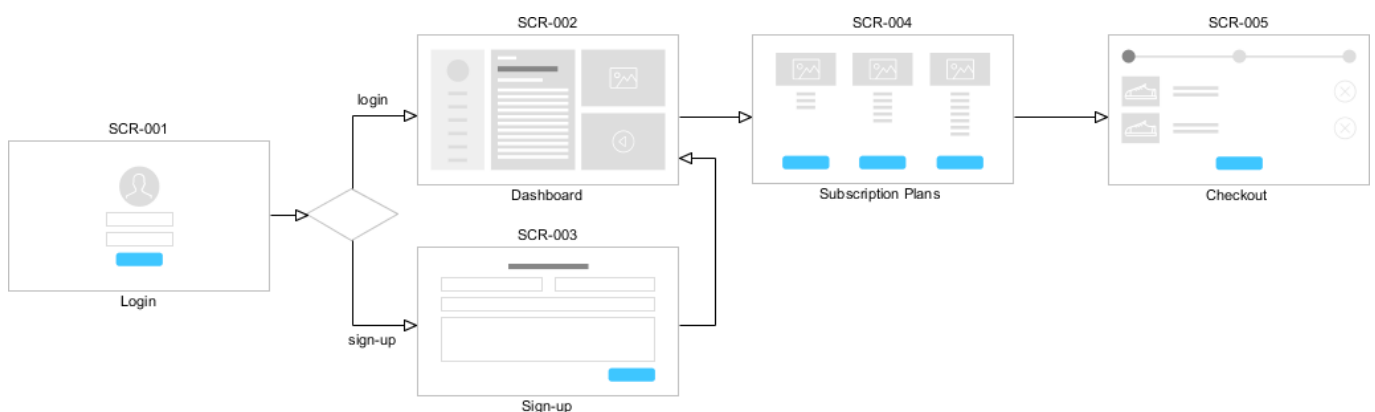 SCR-001
Login
login
sign-up
SCR-002
Dashboard
SCR-003
Sign-up
SCR-004
Subscription Plans
SCR-005
Checkout